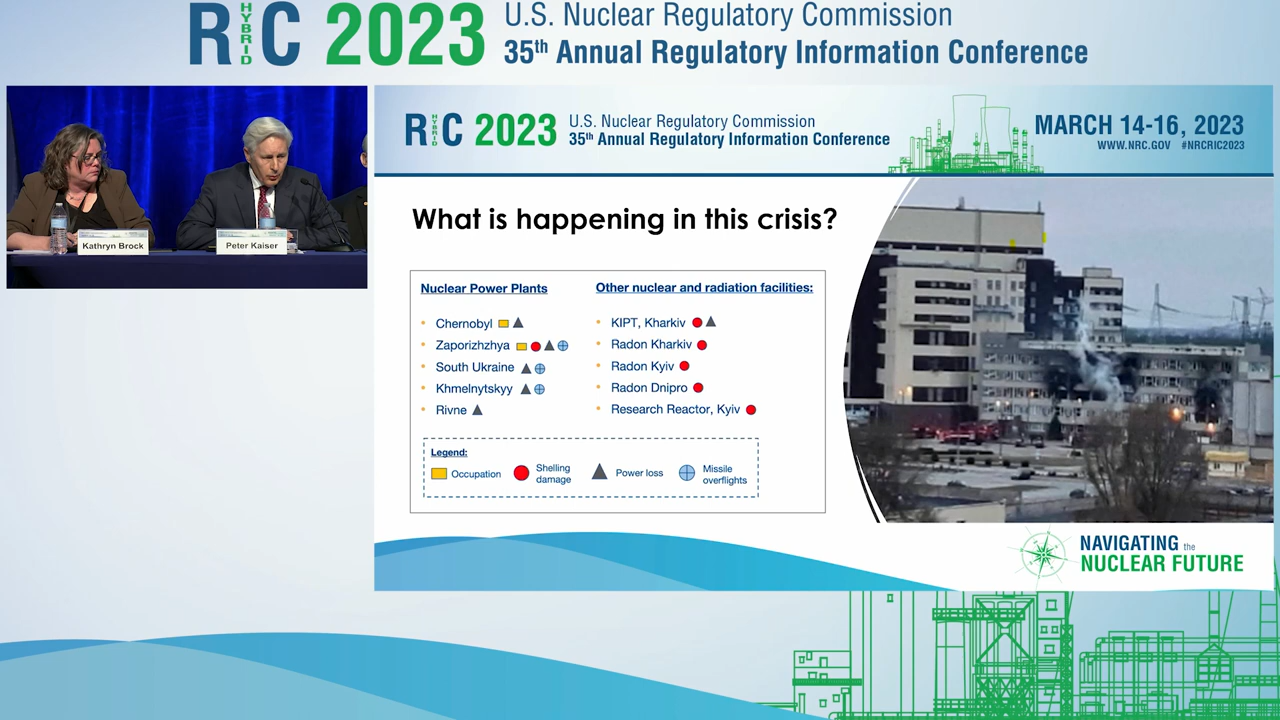 RIC 2023
HYBRID
U.S. Nuclear Regulatory Commission
35th Annual Regulatory Information Conference
Kathryn Brock
Peter Kaiser
RIC 2023
HYBRID
U.S. Nuclear Regulatory Commission
35th Annual Regulatory Information Conference
MARCH 14-16, 2023
WWW.NRC.GOV #NRCRIC2023
What is happening in this crisis?
Nuclear Power Plants
• Chernobyl
• Zaporizhzhya
• South Ukraine
• Khmelnytskyy
• Rivne
Other nuclear and radiation facilities:
• KIPT, Kharkiv
• Radon Kharkiv
• Radon Kyiv
• Radon Dnipro
• Research Reactor, Kyiv
Legend:
Occupation
Shelling
damage
Power loss
Missile
overflights
NAVIGATING the
NUCLEAR FUTURE